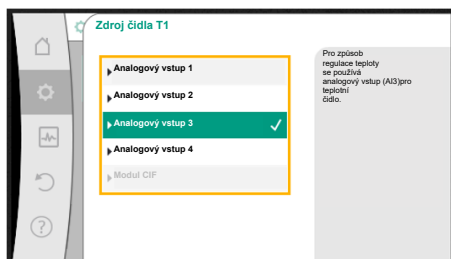 Zdroj čidla T1
Analogový vstup 1
Analogový vstup 2
Analogový vstup 3
Analogový vstup 4
Modul CIF
Pro způsob
regulace teploty
se používá
analogový vstup (AI3)pro
teplotní
čidlo.